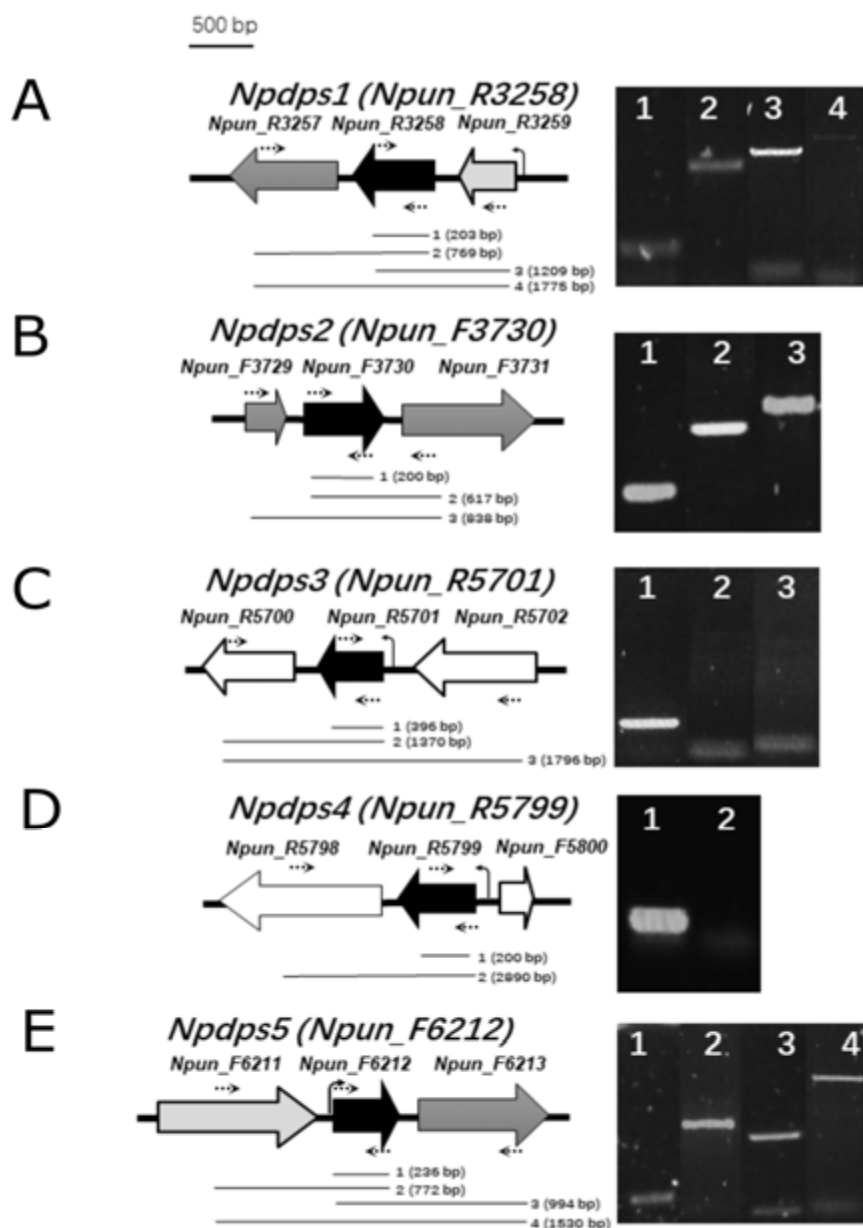 500 bp
A
Npdps1 (Npun_R3258)
Npun_R3257 Npun_R3258 Npun_R3259
1 (203 bp)
2 (769 bp)
3 (1209 bp)
4 (1775 bp)
1 2 3 4
B
Npdps2 (Npun_F3730)
Npun_F3729 Npun_F3730 Npun_F3731
1 (200 bp)
2 (617 bp)
3 (838 bp)
1 2 3
C
Npdps3 (Npun_R5701)
Npun_R5700 Npun_R5701 Npun_R5702
1 (396 bp)
2 (1370 bp)
3 (1796 bp)
1 2 3
D
Npdps4 (Npun_R5799)
Npun_R5798 Npun_R5799 Npun_F5800
1 (200 bp)
2 (2890 bp)
1 2
E
Npdps5 (Npun_F6212)
Npun_F6211 Npun_F6212 Npun_F6213
1 (236 bp)
2 (772 bp)
3 (994 bp)
4 (1530 bp)
1 2 3 4